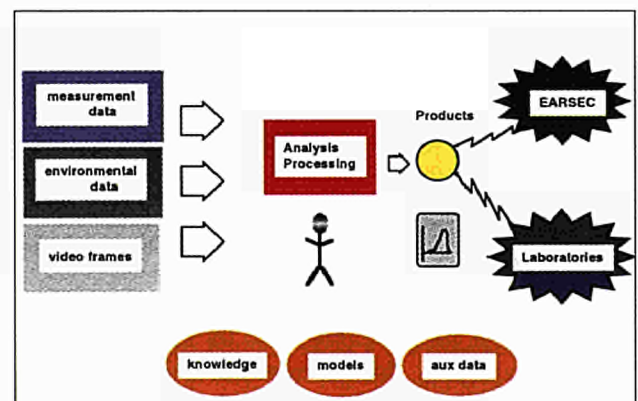 measurement
data
environmental
data
video frames
Analysis
Processing
Products
EARSEC
Laboratories
knowledge
models
aux data